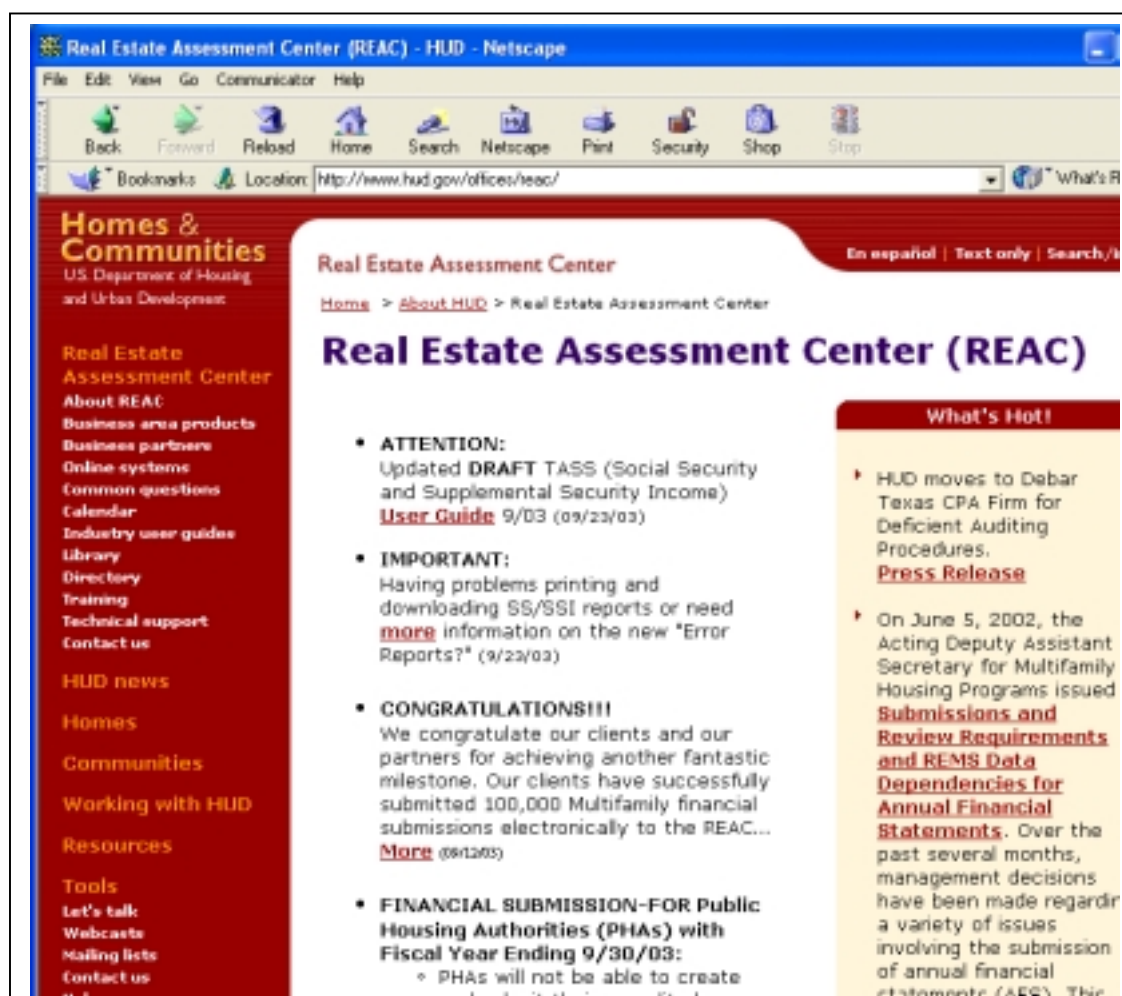 Real Estate Assessment Center (REAC) - HUD - Netscape
File Edit View Go Communicator Help
Back Forward Reload Home Search Netscape Print Security Shop Stop
Bookmarks Location: http://www.hud.gov/offices/reac/ What's R
Homes &
Communities
U.S. Department of Housing
and Urban Development
En español | Text only | Search/
Real Estate Assessment Center
Home > About HUD > Real Estate Assessment Center
Real Estate Assessment Center (REAC)
Real Estate
Assessment Center
About REAC
Business area products
Business partners
Online systems
Common questions
Calendar
Industry user guides
Library
Directory
Training
Technical support
Contact us
HUD news
Homes
Communities
Working with HUD
Resources
Tools
Let's talk
Webcasts
Mailing lists
Contact us
• ATTENTION:
Updated DRAFT TASS (Social Security
and Supplemental Security Income)
User Guide 9/03 (09/23/03)
• IMPORTANT:
Having problems printing and
downloading SS/SSI reports or need
more information on the new "Error
Reports?" (9/23/03)
• CONGRATULATIONS!!!
We congratulate our clients and our
partners for achieving another fantastic
milestone. Our clients have successfully
submitted 100,000 Multifamily financial
submissions electronically to the REAC...
More (09/12/03)
• FINANCIAL SUBMISSION-FOR Public
Housing Authorities (PHAs) with
Fiscal Year Ending 9/30/03:
◦ PHAs will not be able to create
What's Hot!
HUD moves to Debar
Texas CPA Firm for
Deficient Auditing
Procedures.
Press Release
On June 5, 2002, the
Acting Deputy Assistant
Secretary for Multifamily
Housing Programs issued
Submissions and
Review Requirements
and REMS Data
Dependencies for
Annual Financial
Statements. Over the
past several months,
management decisions
have been made regardin
a variety of issues
involving the submission
of annual financial
statements (AFS). This